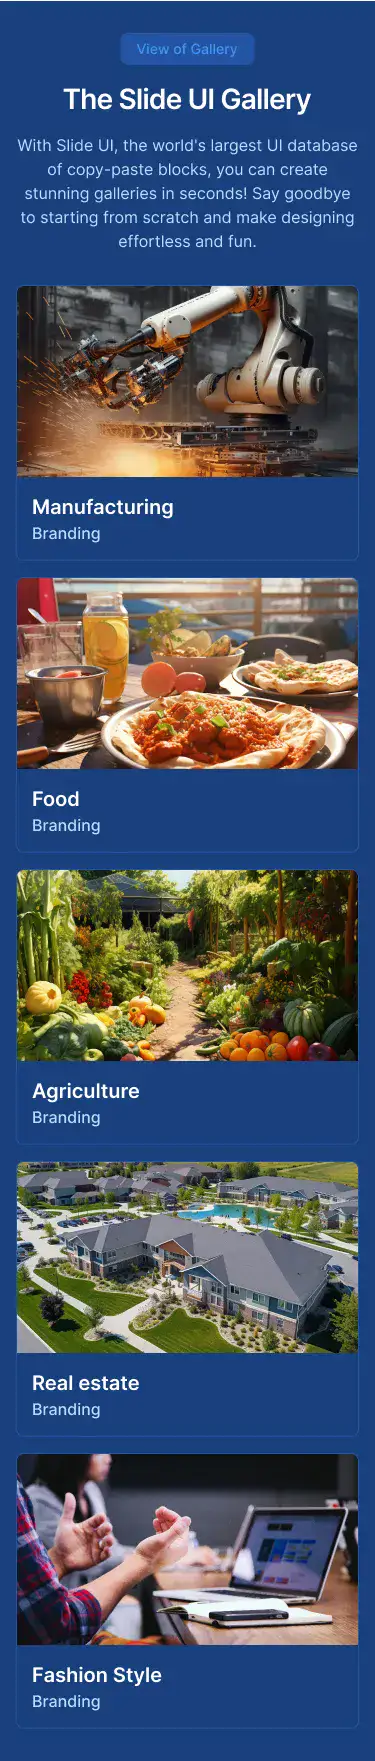 View of Gallery
The Slide UI Gallery
With Slide UI, the world's largest UI database
of copy-paste blocks, you can create
stunning galleries in seconds! Say goodbye
to starting from scratch and make designing
effortless and fun.
Manufacturing
Branding
Food
Branding
Agriculture
Branding
Real estate
Branding
Fashion Style
Branding